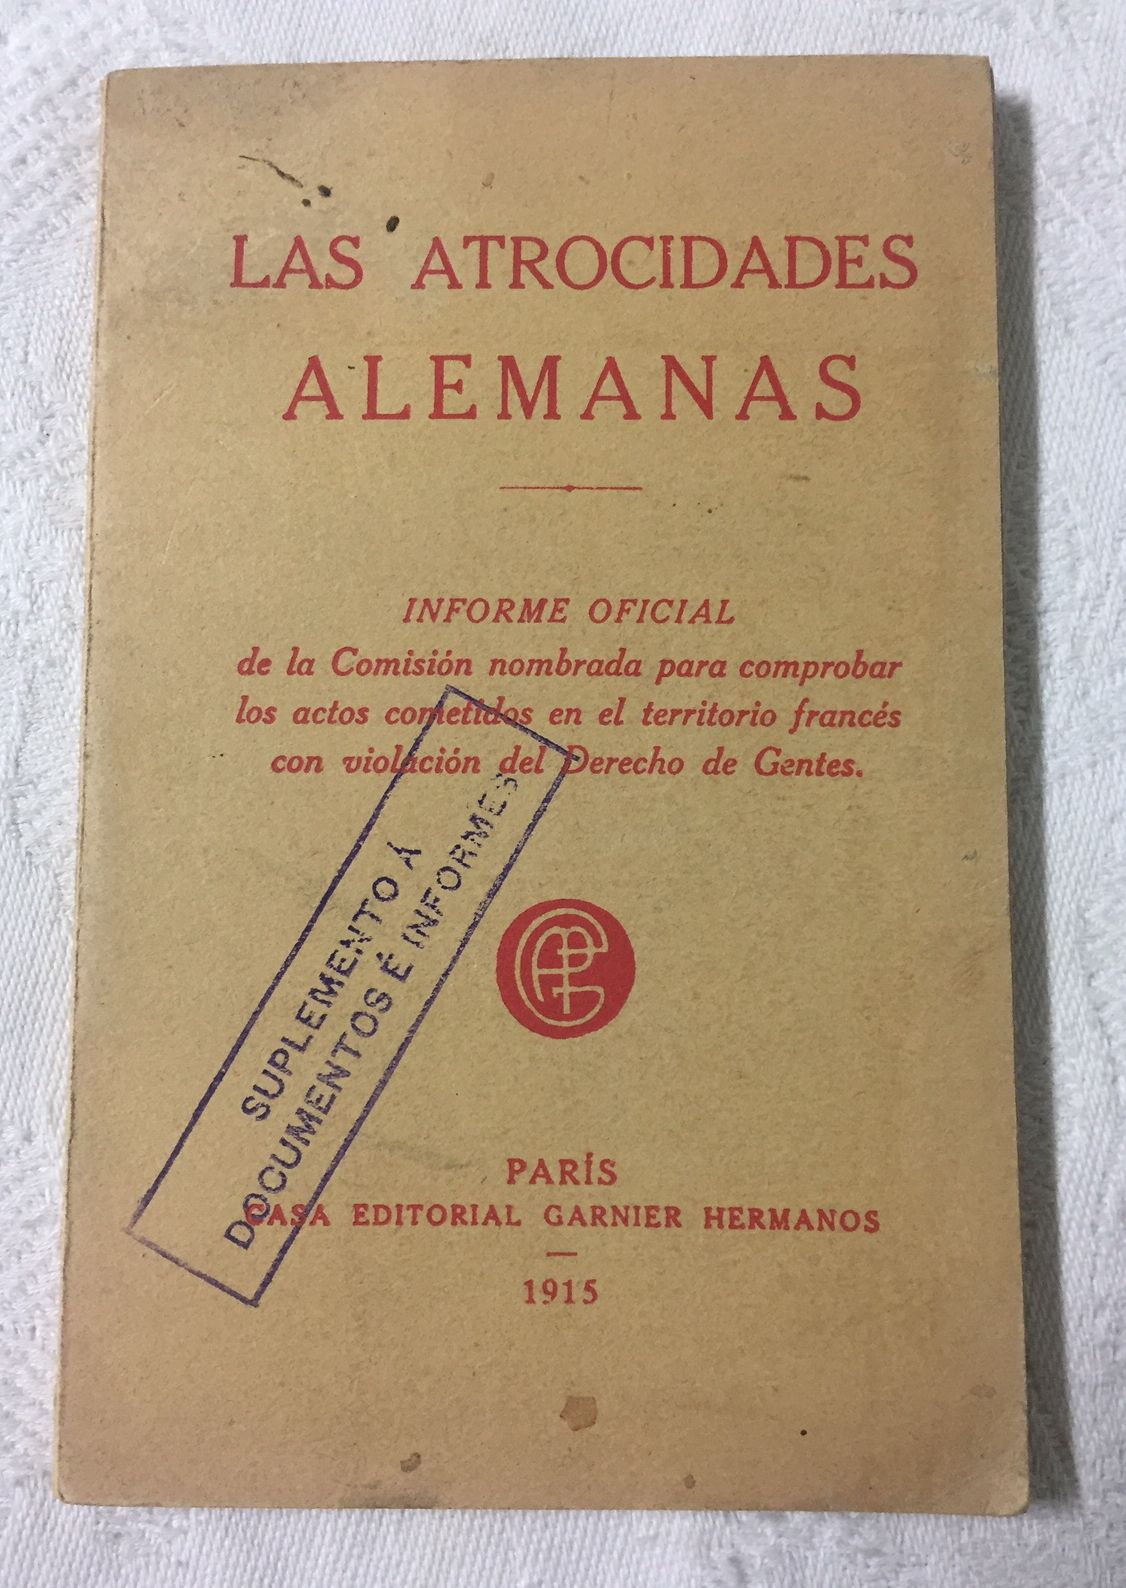 LAS ATROCIDADES
ALEMANAS
INFORME OFICIAL
de la Comisión nombrada para comprobar
los actos cometidos en el territorio francés
con violación del Derecho de Gentes.
SUPLEMENTO Á
DOCUMENTOS É INFORMES
PARÍS
CASA EDITORIAL GARNIER HERMANOS
1915